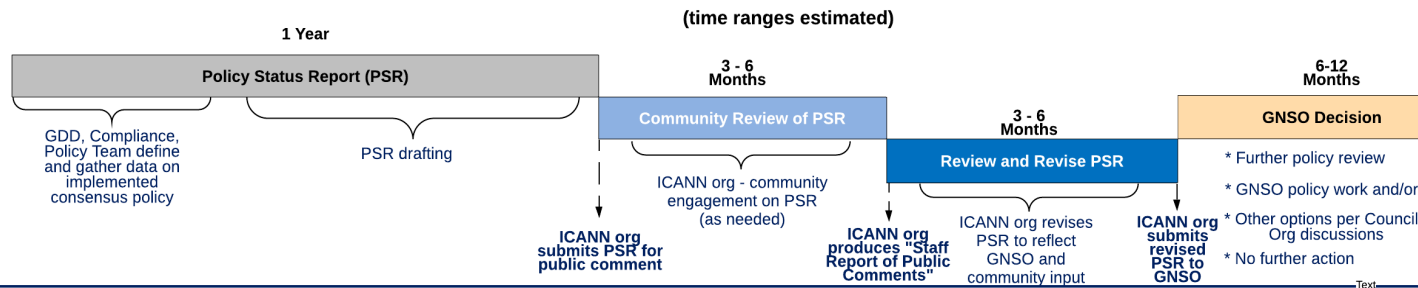 (time ranges estimated)
1 Year
Policy Status Report (PSR)
GDD, Compliance,
Policy Team define
and gather data on
implemented
consensus policy
PSR drafting
3 - 6
Months
Community Review of PSR
ICANN org - community
engagement on PSR
(as needed)
ICANN org
submits PSR for
public comment
3 - 6
Months
Review and Revise PSR
ICANN org
produces "Staff
Report of Public
Comments"
ICANN org revises
PSR to reflect
GNSO and
community input
ICANN org
submits
revised
PSR to
GNSO
6-12
Months
GNSO Decision
* Further policy review
* GNSO policy work and/or
* Other options per Council
Org discussions
* No further action
Text